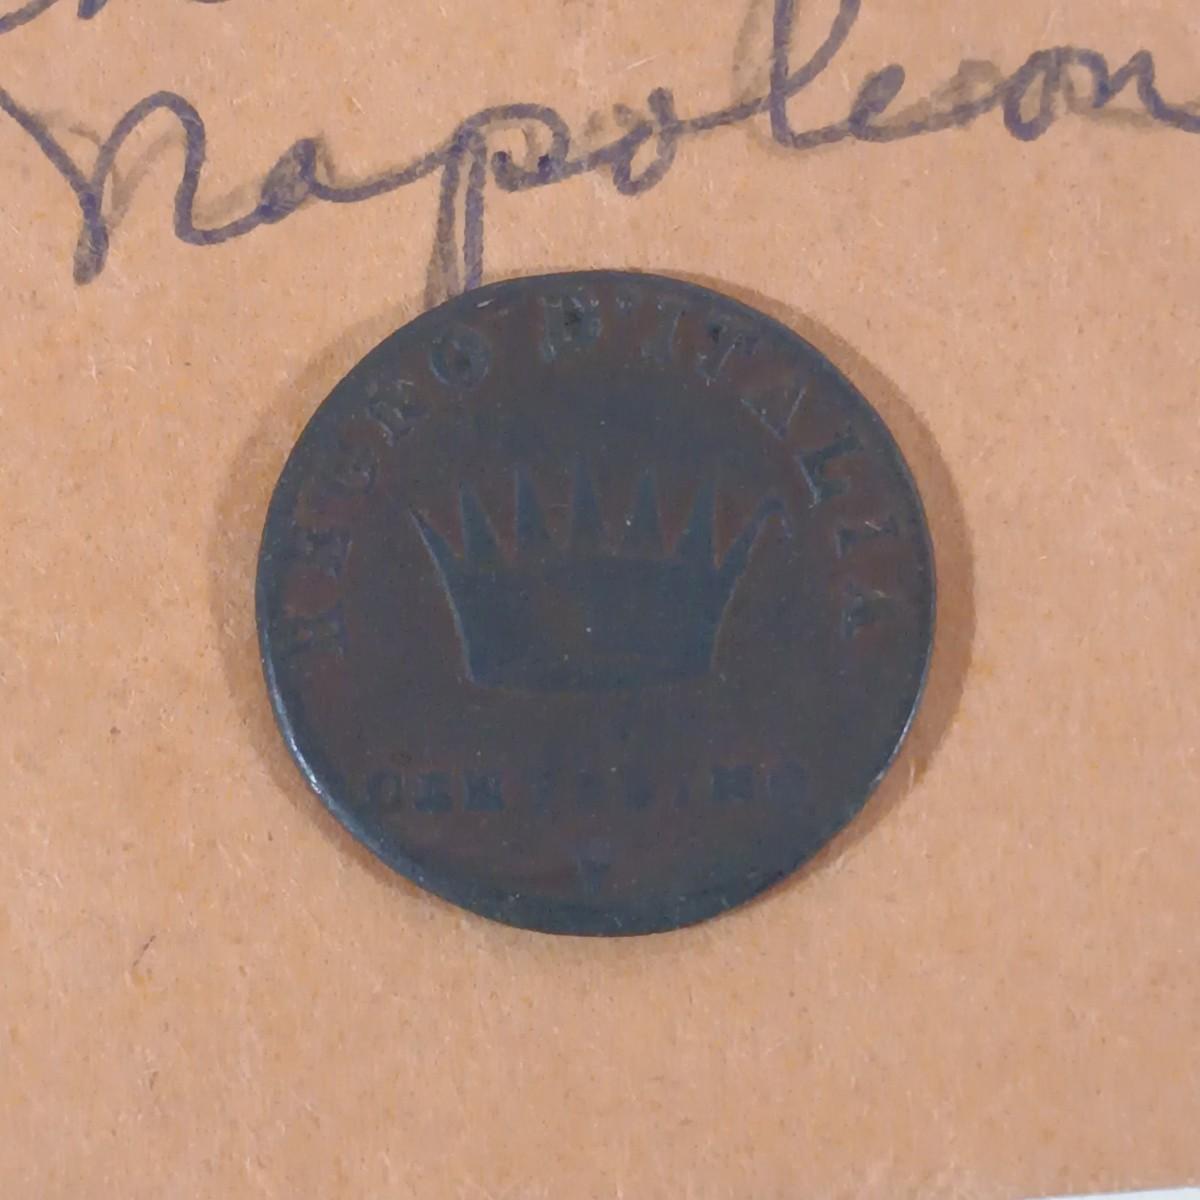 Napoleon
REGNO D'ITALIA
CENTESIMO
V